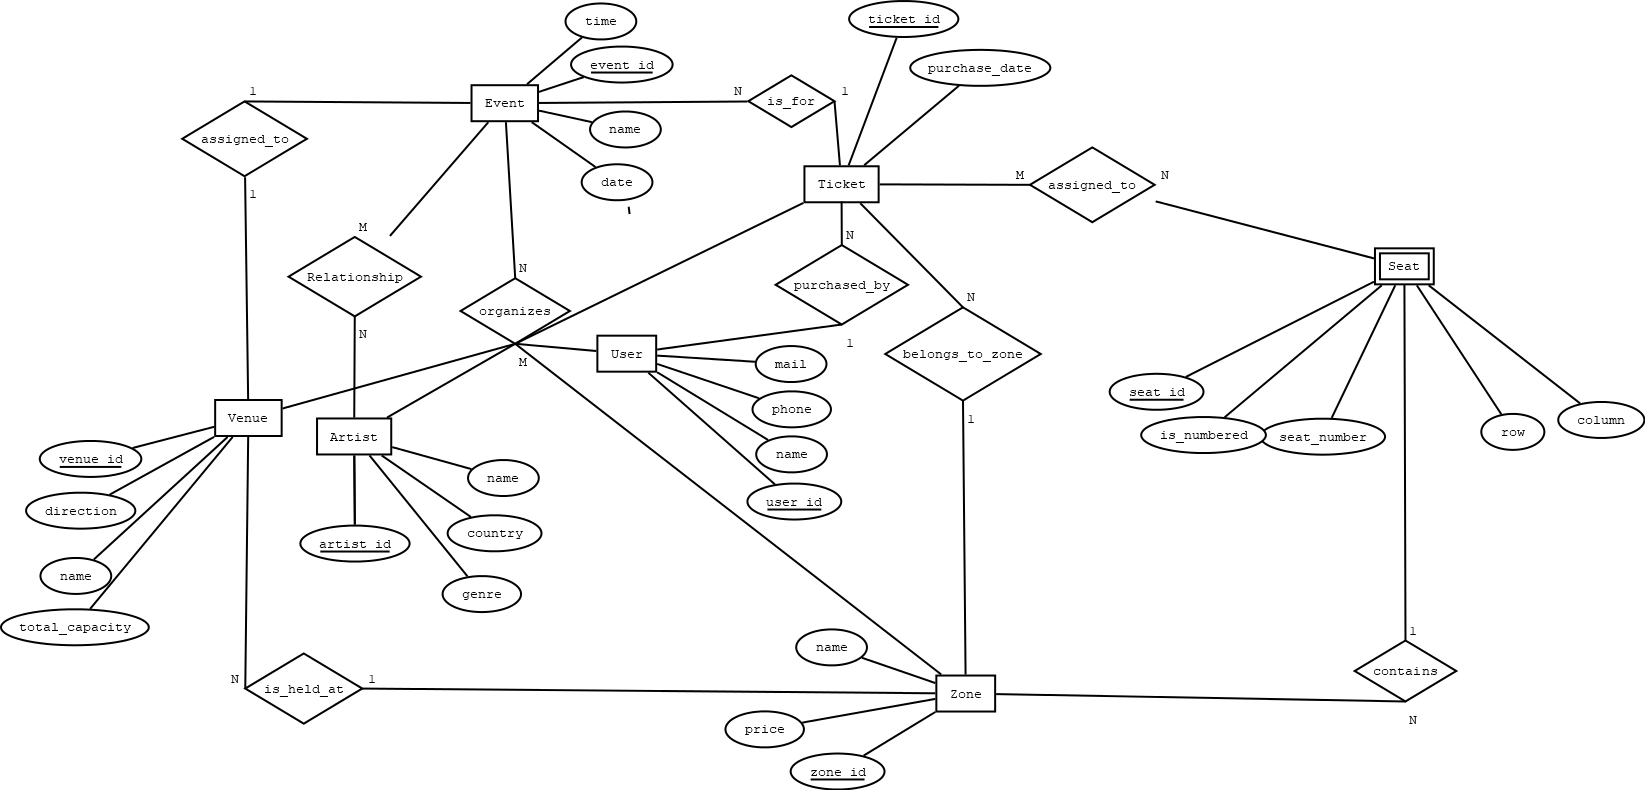 time
ticket_id
event_id
purchase_date
1
N
1
Event
is_for
name
assigned_to
date
Ticket
M
assigned_to
N
1
M
N
Relationship
N
organizes
purchased_by
N
1
belongs_to_zone
Seat
N
M
User
mail
phone
name
user_id
1
seat_id
is_numbered
seat_number
row
column
Venue
Artist
venue_id
direction
name
total_capacity
name
country
artist_id
genre
N
is_held_at
1
name
Zone
price
zone_id
1
contains
N